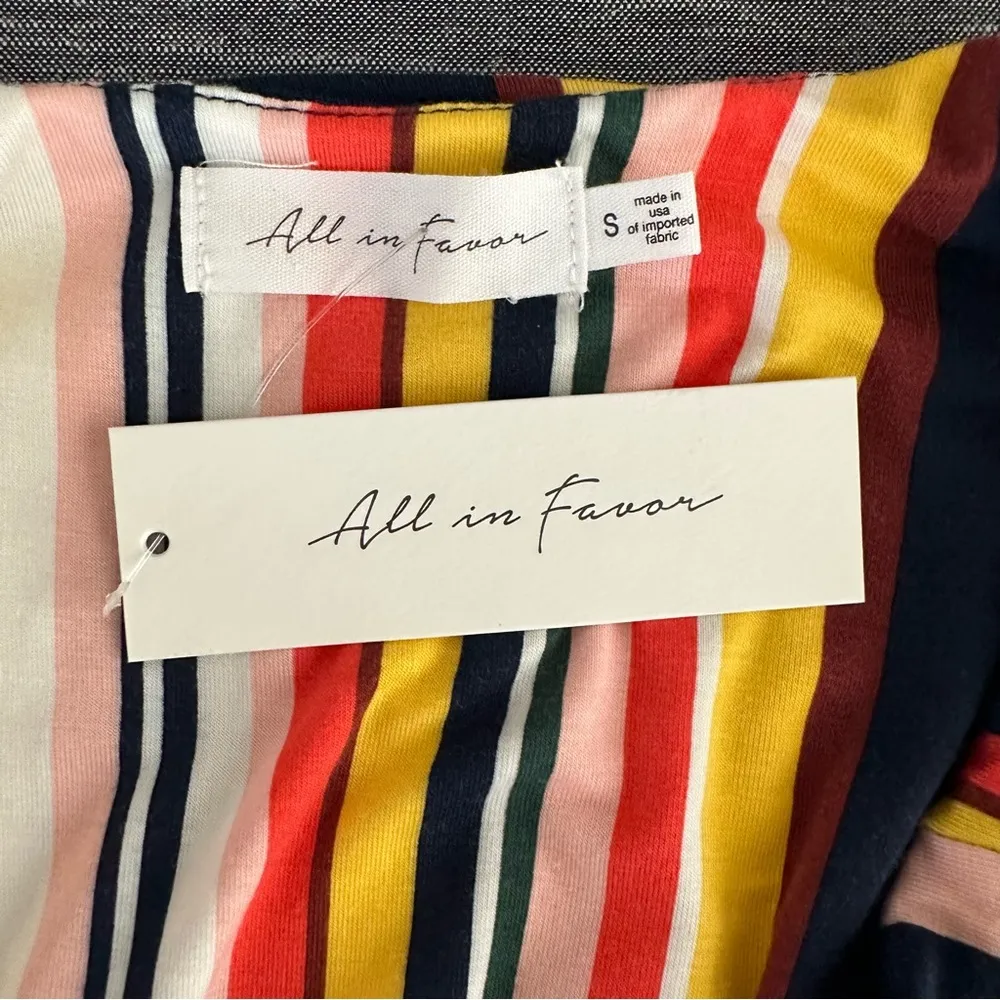 All in Favor
S
made in
usa
of imported
fabric
All in Favor